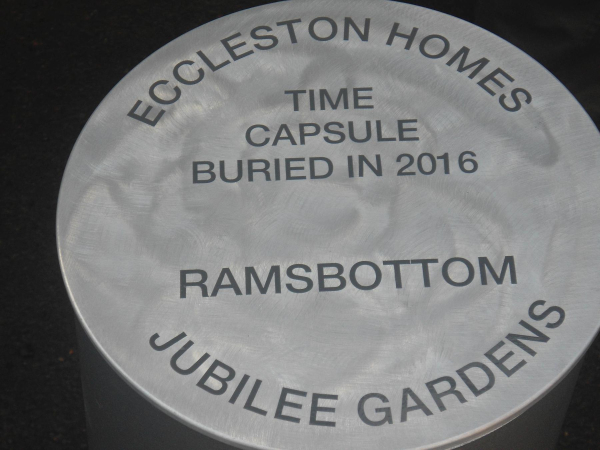 ECCLESTON HOMES
TIME
CAPSULE
BURIED IN 2016
RAMSBOTTOM
JUBILEE GARDENS